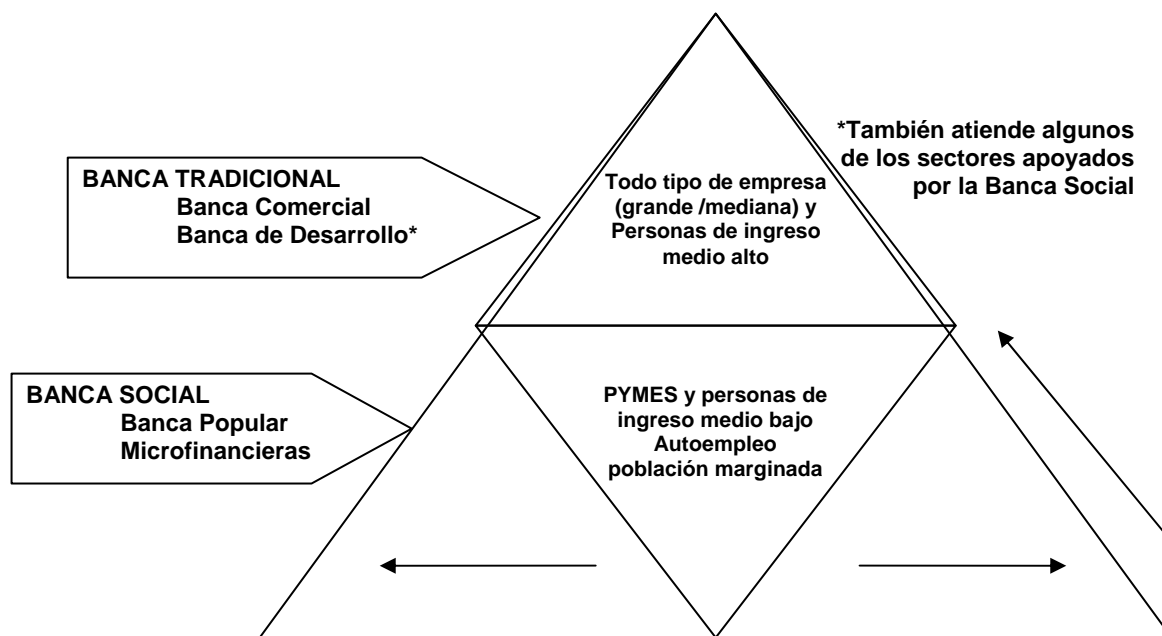 BANCA TRADICIONAL
Banca Comercial
Banca de Desarrollo*
Todo tipo de empresa
(grande /mediana) y
Personas de ingreso
medio alto
*También atiende algunos
de los sectores apoyados
por la Banca Social
BANCA SOCIAL
Banca Popular
Microfinancieras
PYMES y personas de
ingreso medio bajo
Autoempleo
población marginada